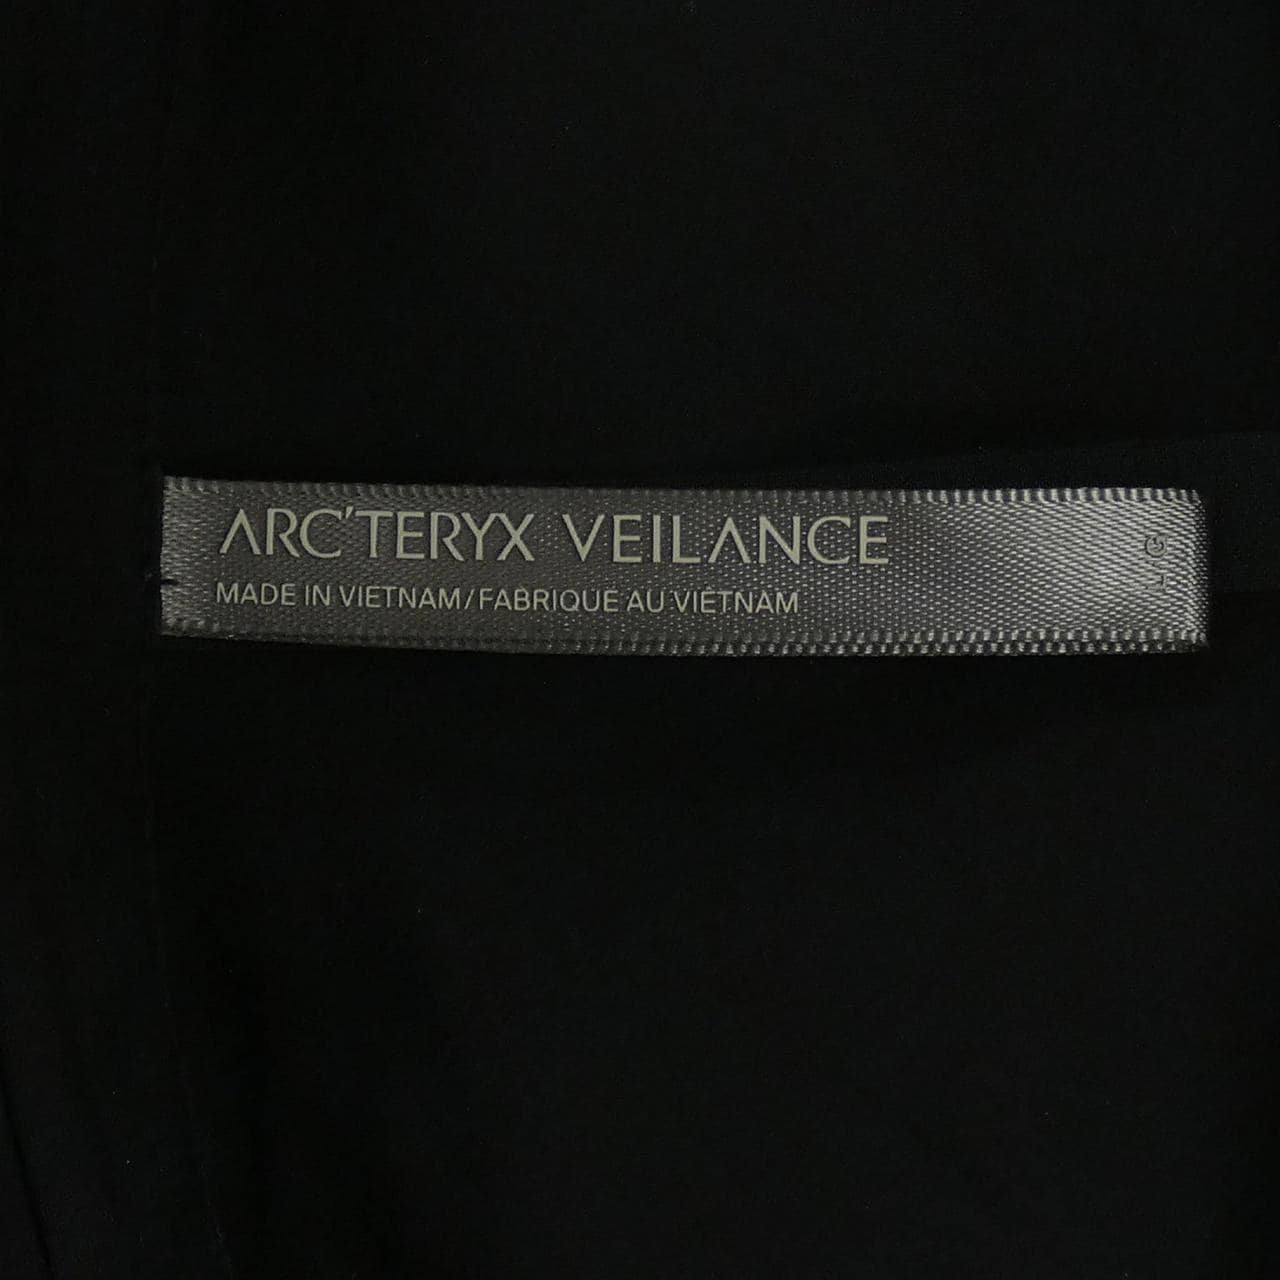 ARC'TERYX VEILANCE
MADE IN VIETNAM/FABRIQUE AU VIETNAM